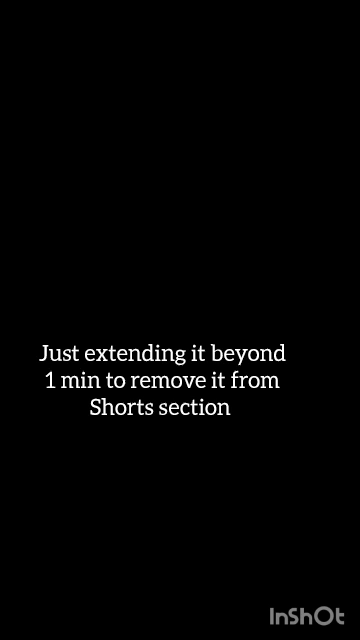 Just extending it beyond
1 min to remove it from
Shorts section
InShOt